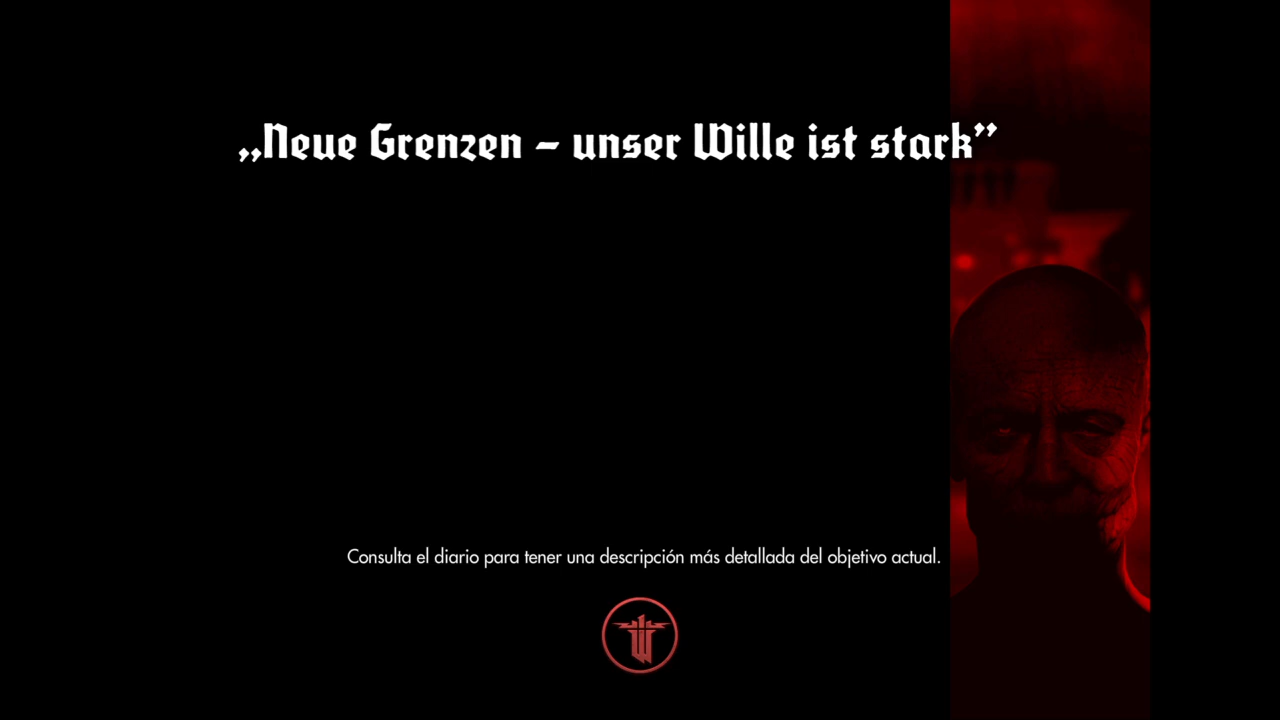 „Neue Grenzen – unser Wille ist stark”
Consulta el diario para tener una descripción más detallada del objetivo actual.